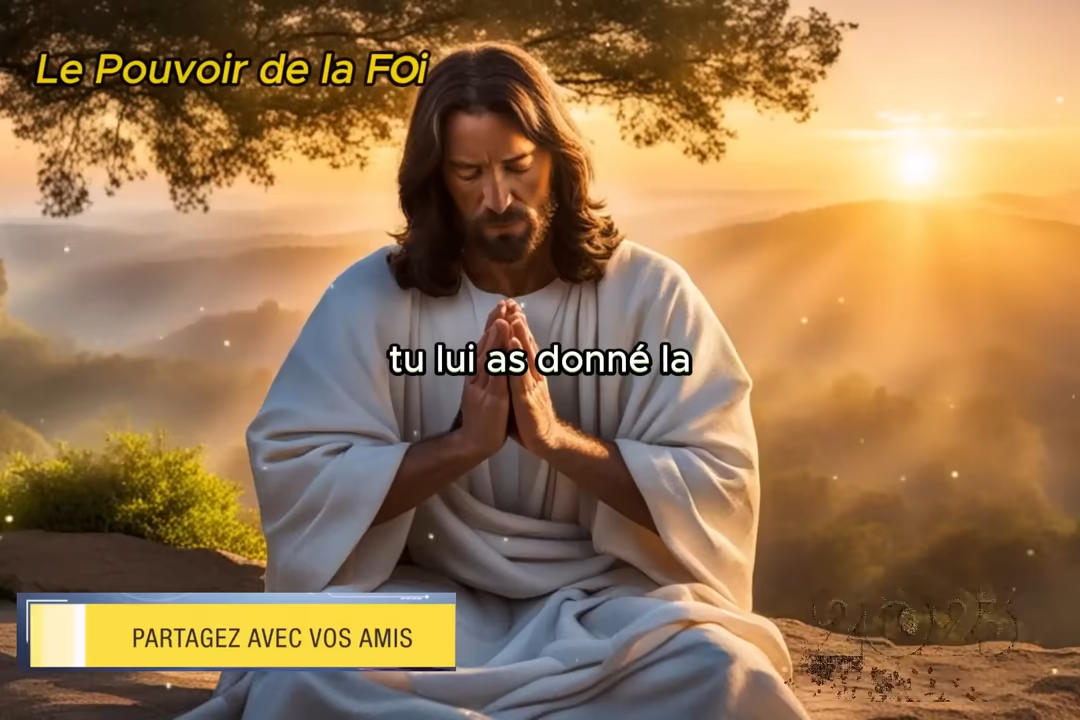 Le Pouvoir de la FOi
tu lui as donné la
PARTAGEZ AVEC VOS AMIS